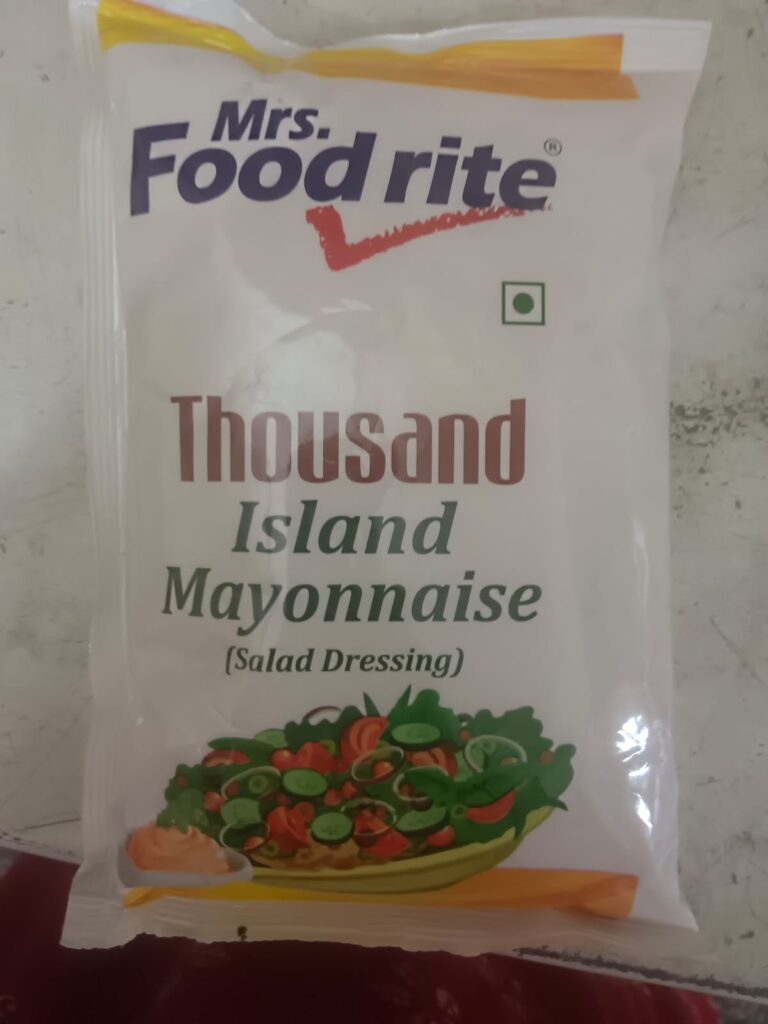 Mrs.
Food rite®
Thousand
Island
Mayonnaise
(Salad Dressing)